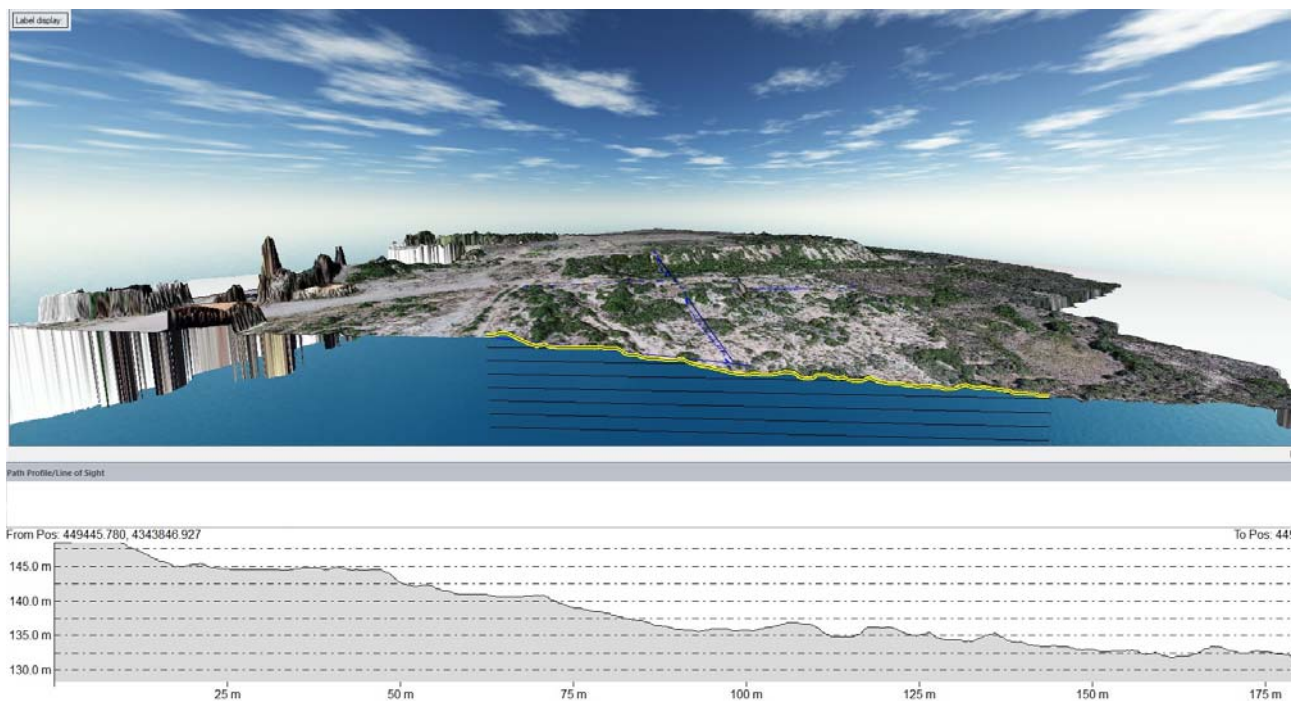 Label display:
Path Profile/Line of Sight
From Pos: 449445.780, 4343846.927 To Pos: 449
145.0 m
140.0 m
135.0 m
130.0 m
25 m 50 m 75 m 100 m 125 m 150 m 175 m